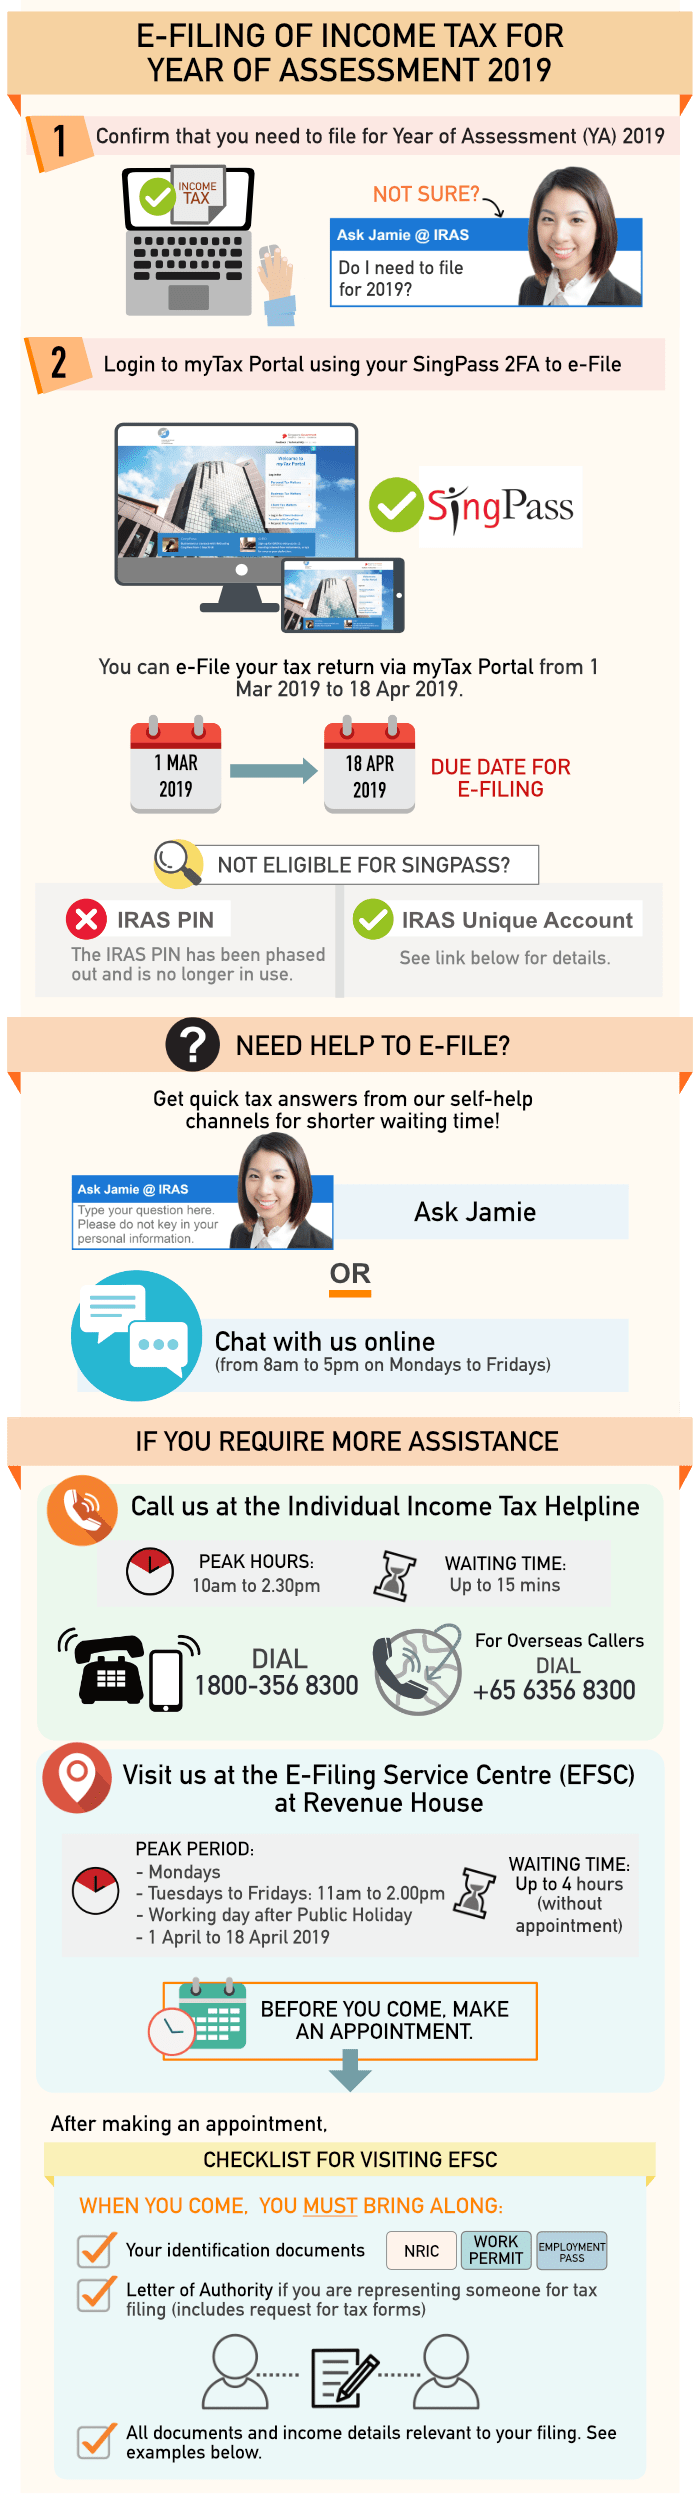 E-FILING OF INCOME TAX FOR
YEAR OF ASSESSMENT 2019
1
Confirm that you need to file for Year of Assessment (YA) 2019
INCOME
TAX
NOT SURE?
Ask Jamie @ IRAS
Do I need to file
for 2019?
2
Login to myTax Portal using your SingPass 2FA to e-File
Welcome to
myTax Portal
SingPass
You can e-File your tax return via myTax Portal from 1
Mar 2019 to 18 Apr 2019.
1 MAR
2019
18 APR
2019
DUE DATE FOR
E-FILING
NOT ELIGIBLE FOR SINGPASS?
IRAS PIN
The IRAS PIN has been phased
out and is no longer in use.
IRAS Unique Account
See link below for details.
?
NEED HELP TO E-FILE?
Get quick tax answers from our self-help
channels for shorter waiting time!
Ask Jamie @ IRAS
Type your question here.
Please do not key in your
personal information.
Ask Jamie
OR
Chat with us online
(from 8am to 5pm on Mondays to Fridays)
IF YOU REQUIRE MORE ASSISTANCE
Call us at the Individual Income Tax Helpline
PEAK HOURS:
10am to 2.30pm
WAITING TIME:
Up to 15 mins
DIAL
1800-356 8300
For Overseas Callers
DIAL
+65 6356 8300
Visit us at the E-Filing Service Centre (EFSC)
at Revenue House
PEAK PERIOD:
- Mondays
- Tuesdays to Fridays: 11am to 2.00pm
- Working day after Public Holiday
- 1 April to 18 April 2019
WAITING TIME:
Up to 4 hours
(without
appointment)
BEFORE YOU COME, MAKE
AN APPOINTMENT.
After making an appointment,
CHECKLIST FOR VISITING EFSC
WHEN YOU COME, YOU MUST BRING ALONG:
Your identification documents
NRIC
WORK
PERMIT
EMPLOYMENT
PASS
Letter of Authority if you are representing someone for tax
filing (includes request for tax forms)
All documents and income details relevant to your filing. See
examples below.